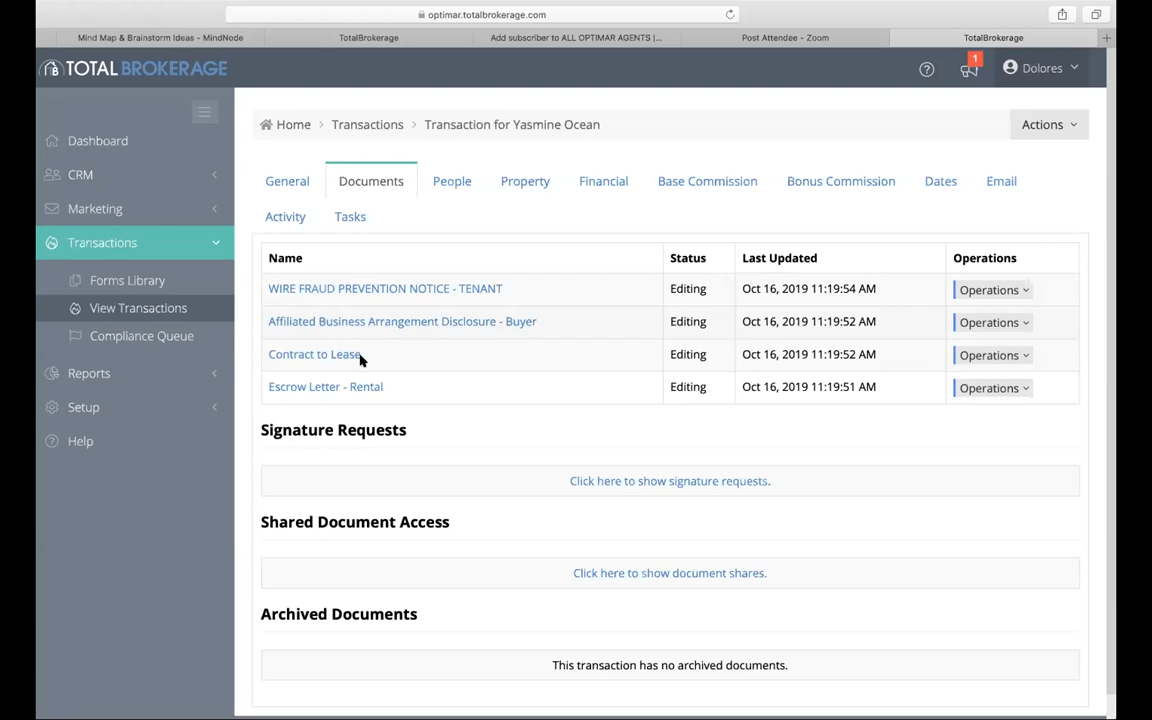 optimar.totalbrokerage.com
Mind Map & Brainstorm Ideas - MindNode TotalBrokerage Add subscriber to ALL OPTIMAR AGENTS |... Post Attendee - Zoom TotalBrokerage +
TOTAL BROKERAGE 1 Dolores
Home > Transactions > Transaction for Yasmine Ocean Actions
Dashboard
CRM
Marketing
Transactions
Forms Library
View Transactions
Compliance Queue
Reports
Setup
Help
General Documents People Property Financial Base Commission Bonus Commission Dates Email
Activity Tasks
Name Status Last Updated Operations
WIRE FRAUD PREVENTION NOTICE - TENANT Editing Oct 16, 2019 11:19:54 AM Operations
Affiliated Business Arrangement Disclosure - Buyer Editing Oct 16, 2019 11:19:52 AM Operations
Contract to Lease Editing Oct 16, 2019 11:19:52 AM Operations
Escrow Letter - Rental Editing Oct 16, 2019 11:19:51 AM Operations
Signature Requests
Click here to show signature requests.
Shared Document Access
Click here to show document shares.
Archived Documents
This transaction has no archived documents.